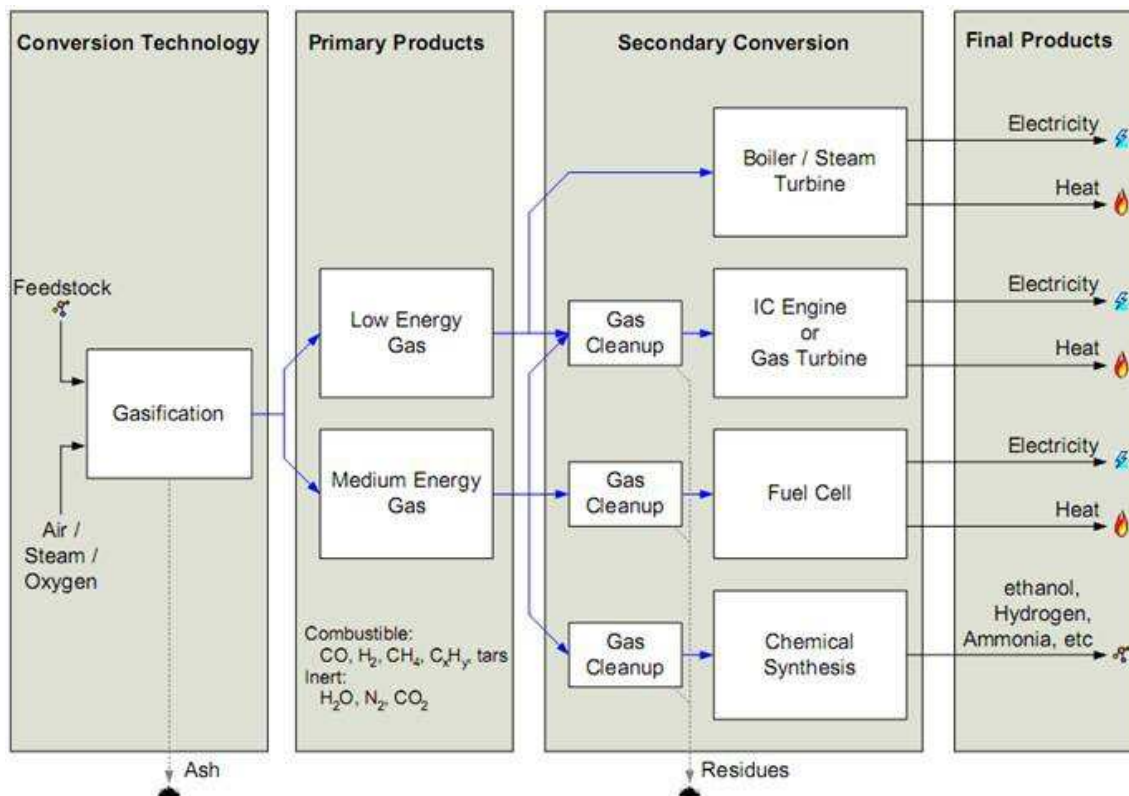 Conversion Technology
Primary Products
Secondary Conversion
Final Products
Feedstock
Gasification
Air /
Steam /
Oxygen
Ash
Low Energy
Gas
Medium Energy
Gas
Combustible:
CO, H₂, CH₄, CₓHᵧ, tars
Inert:
H₂O, N₂, CO₂
Boiler / Steam
Turbine
Gas
Cleanup
IC Engine
or
Gas Turbine
Gas
Cleanup
Fuel Cell
Gas
Cleanup
Chemical
Synthesis
Residues
Electricity
Heat
Electricity
Heat
Electricity
Heat
ethanol,
Hydrogen,
Ammonia, etc